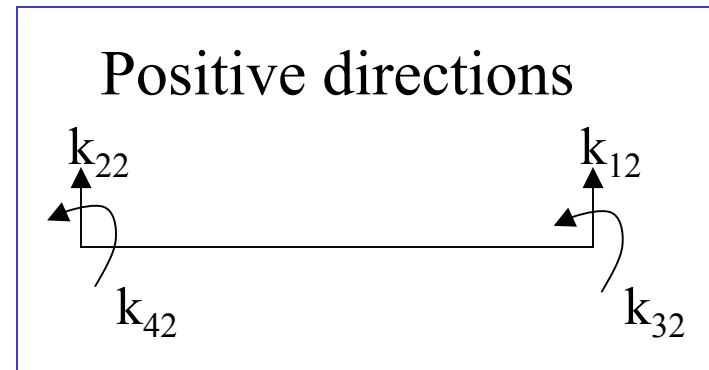 Positive directions
k₂₂ k₁₂
k₄₂ k₃₂